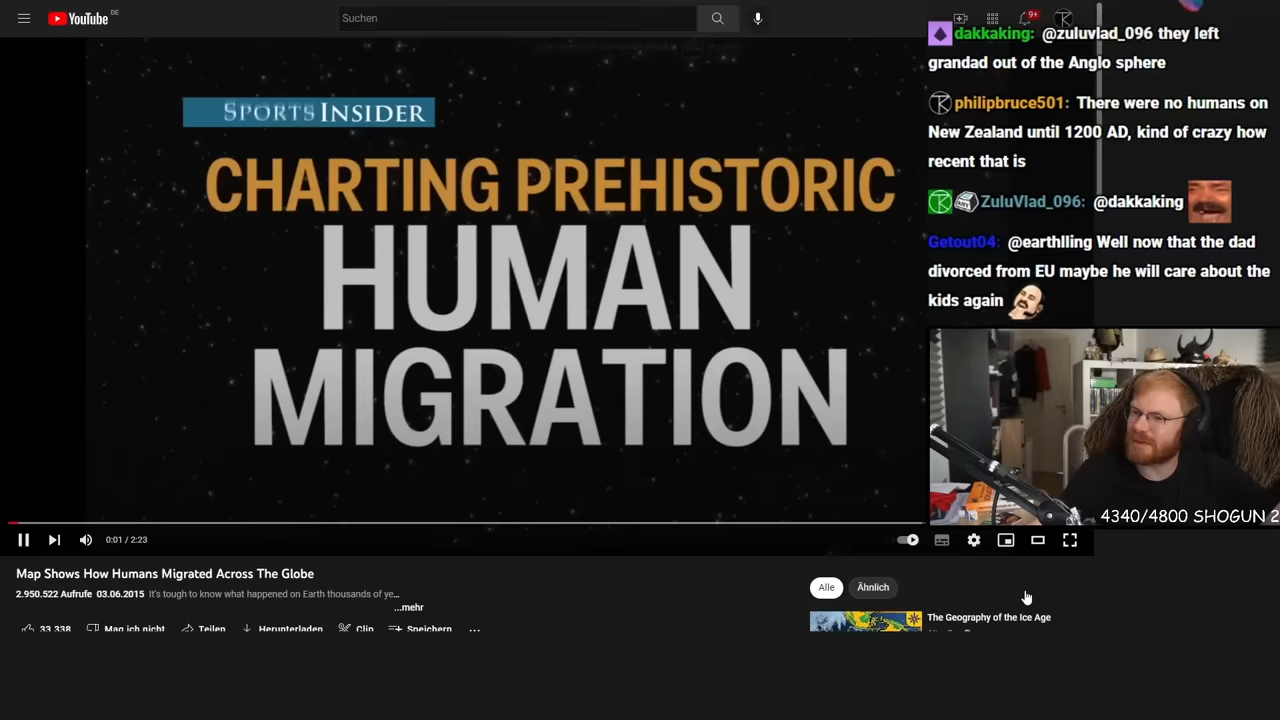 YouTube DE
Suchen
9+
SPORTS INSIDER
CHARTING PREHISTORIC
HUMAN
MIGRATION
0:01 / 2:23
Map Shows How Humans Migrated Across The Globe
2.950.522 Aufrufe 03.06.2015 It's tough to know what happened on Earth thousands of ye...
...mehr
33.338 Mag ich nicht Teilen Herunterladen Clip Speichern ...
Alle Ähnlich
The Geography of the Ice Age
dakkaking: @zuluvlad_096 they left
grandad out of the Anglo sphere
philipbruce501: There were no humans on
New Zealand until 1200 AD, kind of crazy how
recent that is
ZuluVlad_096: @dakkaking
Getout04: @earthlling Well now that the dad
divorced from EU maybe he will care about the
kids again
4340/4800 SHOGUN 2